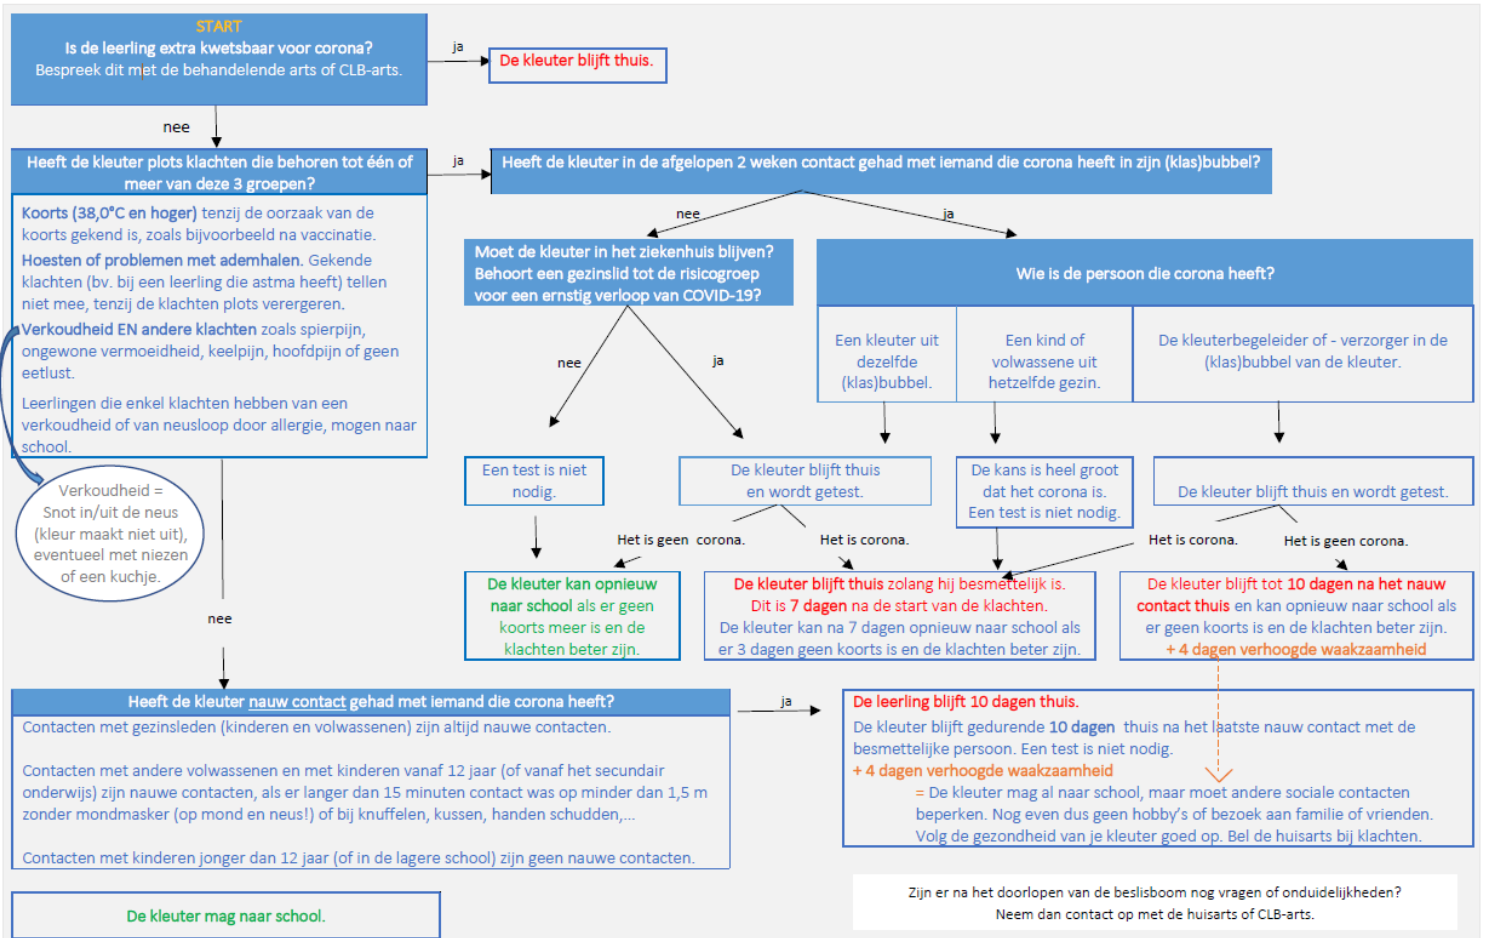 START
Is de leerling extra kwetsbaar voor corona?
Bespreek dit met de behandelende arts of CLB-arts.
ja
De kleuter blijft thuis.
nee
Heeft de kleuter plots klachten die behoren tot één of
meer van deze 3 groepen?
ja
Heeft de kleuter in de afgelopen 2 weken contact gehad met iemand die corona heeft in zijn (klas)bubbel?
Koorts (38,0°C en hoger) tenzij de oorzaak van de
koorts gekend is, zoals bijvoorbeeld na vaccinatie.
Hoesten of problemen met ademhalen. Gekende
klachten (bv. bij een leerling die astma heeft) tellen
niet mee, tenzij de klachten plots verergeren.
Verkoudheid EN andere klachten zoals spierpijn,
ongewone vermoeidheid, keelpijn, hoofdpijn of geen
eetlust.
Leerlingen die enkel klachten hebben van een
verkoudheid of van neusloop door allergie, mogen naar
school.
Verkoudheid =
Snot in/uit de neus
(kleur maakt niet uit),
eventueel met niezen
of een kuchje.
nee
ja
Moet de kleuter in het ziekenhuis blijven?
Behoort een gezinslid tot de risicogroep
voor een ernstig verloop van COVID-19?
Wie is de persoon die corona heeft?
Een kleuter uit
dezelfde
(klas)bubbel.
Een kind of
volwassene uit
hetzelfde gezin.
De kleuterbegeleider of - verzorger in de
(klas)bubbel van de kleuter.
nee
ja
Een test is niet
nodig.
De kleuter blijft thuis
en wordt getest.
De kans is heel groot
dat het corona is.
Een test is niet nodig.
De kleuter blijft thuis en wordt getest.
Het is geen corona.
Het is corona.
Het is corona.
Het is geen corona.
De kleuter kan opnieuw
naar school als er geen
koorts meer is en de
klachten beter zijn.
De kleuter blijft thuis zolang hij besmettelijk is.
Dit is 7 dagen na de start van de klachten.
De kleuter kan na 7 dagen opnieuw naar school als
er 3 dagen geen koorts is en de klachten beter zijn.
De kleuter blijft tot 10 dagen na het nauw
contact thuis en kan opnieuw naar school als
er geen koorts is en de klachten beter zijn.
+ 4 dagen verhoogde waakzaamheid
nee
Heeft de kleuter nauw contact gehad met iemand die corona heeft?
Contacten met gezinsleden (kinderen en volwassenen) zijn altijd nauwe contacten.
Contacten met andere volwassenen en met kinderen vanaf 12 jaar (of vanaf het secundair
onderwijs) zijn nauwe contacten, als er langer dan 15 minuten contact was op minder dan 1,5 m
zonder mondmasker (op mond en neus!) of bij knuffelen, kussen, handen schudden,...
Contacten met kinderen jonger dan 12 jaar (of in de lagere school) zijn geen nauwe contacten.
ja
De leerling blijft 10 dagen thuis.
De kleuter blijft gedurende 10 dagen thuis na het laatste nauw contact met de
besmettelijke persoon. Een test is niet nodig.
+ 4 dagen verhoogde waakzaamheid
= De kleuter mag al naar school, maar moet andere sociale contacten
beperken. Nog even dus geen hobby's of bezoek aan familie of vrienden.
Volg de gezondheid van je kleuter goed op. Bel de huisarts bij klachten.
De kleuter mag naar school.
Zijn er na het doorlopen van de beslisboom nog vragen of onduidelijkheden?
Neem dan contact op met de huisarts of CLB-arts.